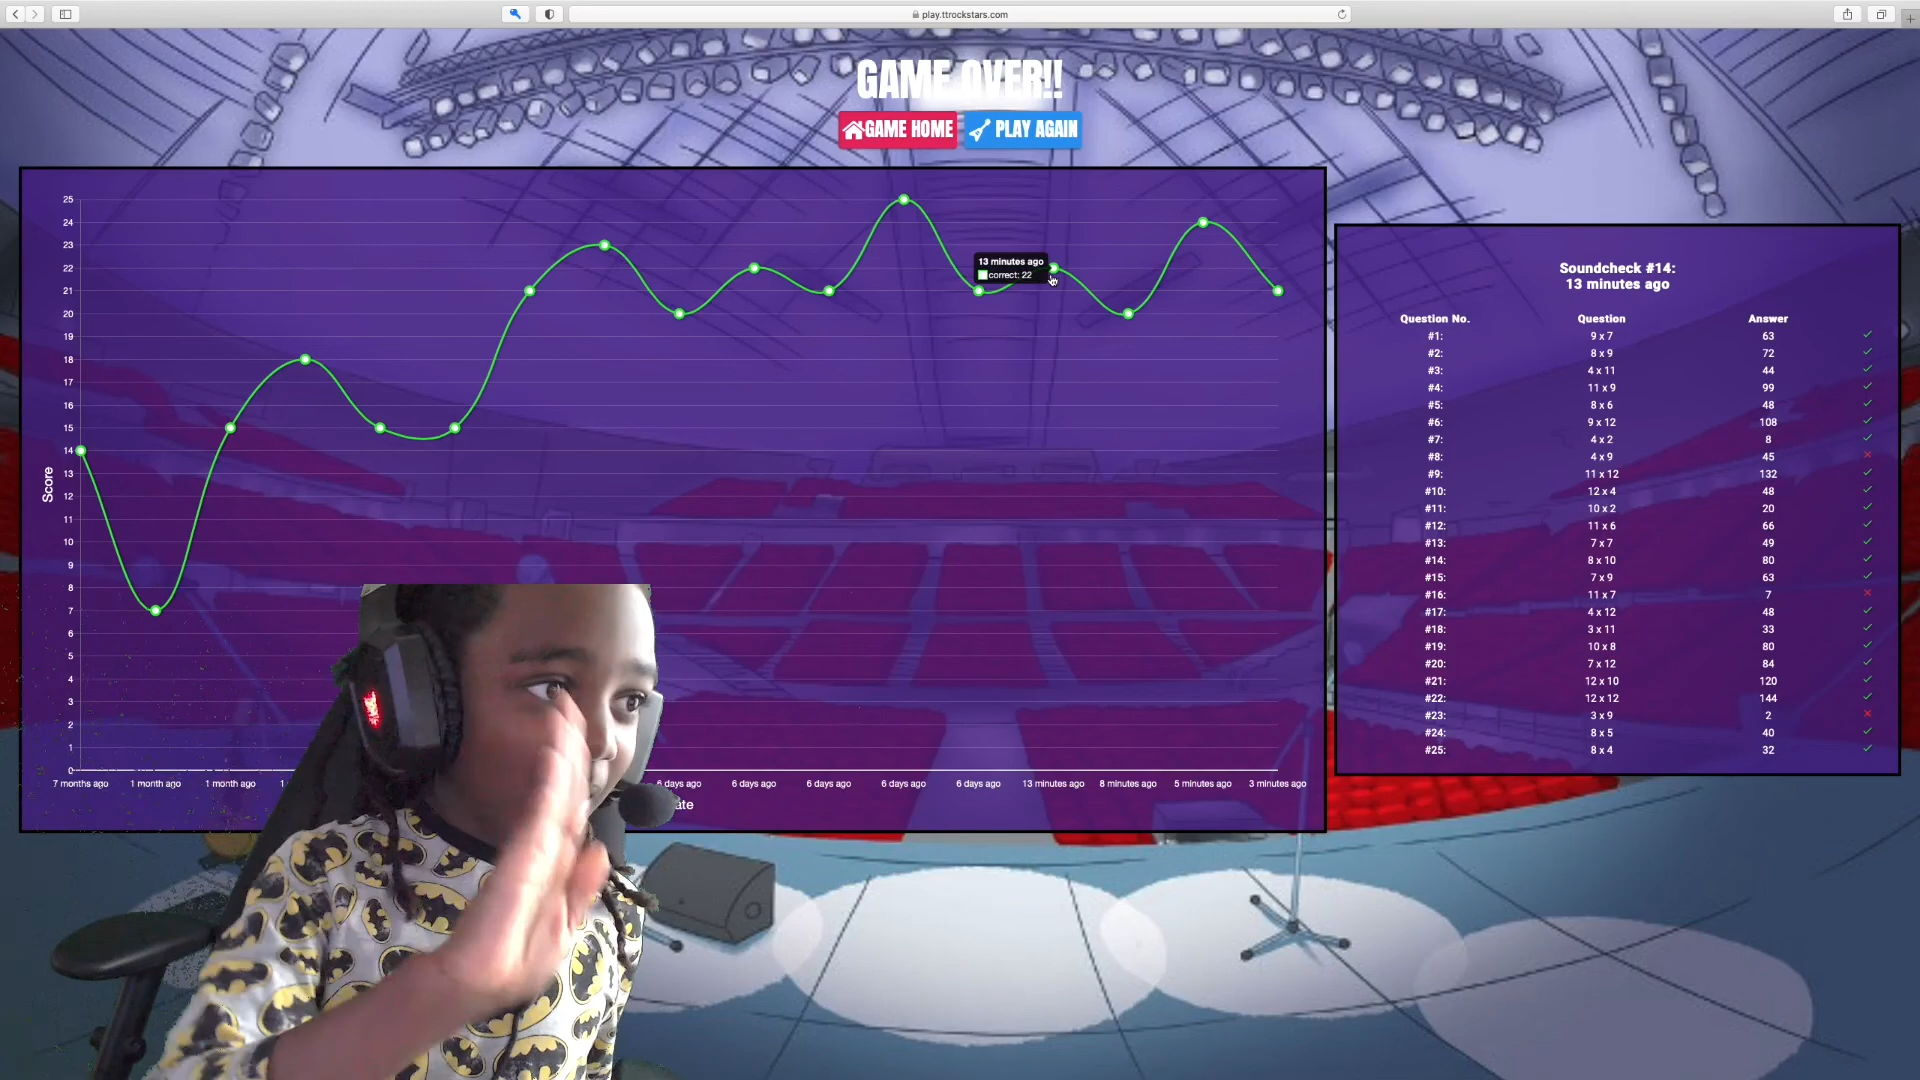 play.ttrockstars.com
GAME OVER!!
GAME HOME
PLAY AGAIN
25
24
23
22
21
20
19
18
17
16
15
14
13
12
11
10
9
8
7
6
5
4
3
2
1
0
Score
13 minutes ago
correct: 22
7 months ago
1 month ago
1 month ago
6 days ago
6 days ago
6 days ago
6 days ago
6 days ago
13 minutes ago
8 minutes ago
5 minutes ago
3 minutes ago
Soundcheck #14:
13 minutes ago
Question No. Question Answer
#1: 9 x 7 63
#2: 8 x 9 72
#3: 4 x 11 44
#4: 11 x 9 99
#5: 8 x 6 48
#6: 9 x 12 108
#7: 4 x 2 8
#8: 4 x 9 45
#9: 11 x 12 132
#10: 12 x 4 48
#11: 10 x 2 20
#12: 11 x 6 66
#13: 7 x 7 49
#14: 8 x 10 80
#15: 7 x 9 63
#16: 11 x 7 7
#17: 4 x 12 48
#18: 3 x 11 33
#19: 10 x 8 80
#20: 7 x 12 84
#21: 12 x 10 120
#22: 12 x 12 144
#23: 3 x 9 2
#24: 8 x 5 40
#25: 8 x 4 32